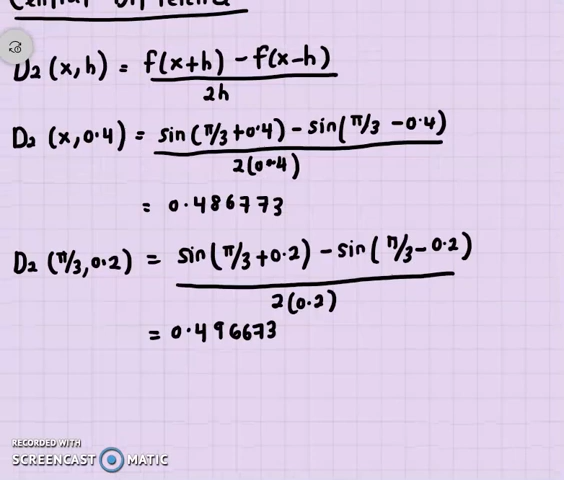 D₂ (x, h) = f(x+h) − f(x−h) / 2h
D₂ (x, 0.4) = sin(π/3 + 0.4) − sin(π/3 − 0.4) / 2(0.4)
= 0.486773
D₂ (π/3, 0.2) = sin(π/3 + 0.2) − sin(π/3 − 0.2) / 2(0.2)
= 0.496673
RECORDED WITH
SCREENCAST MATIC